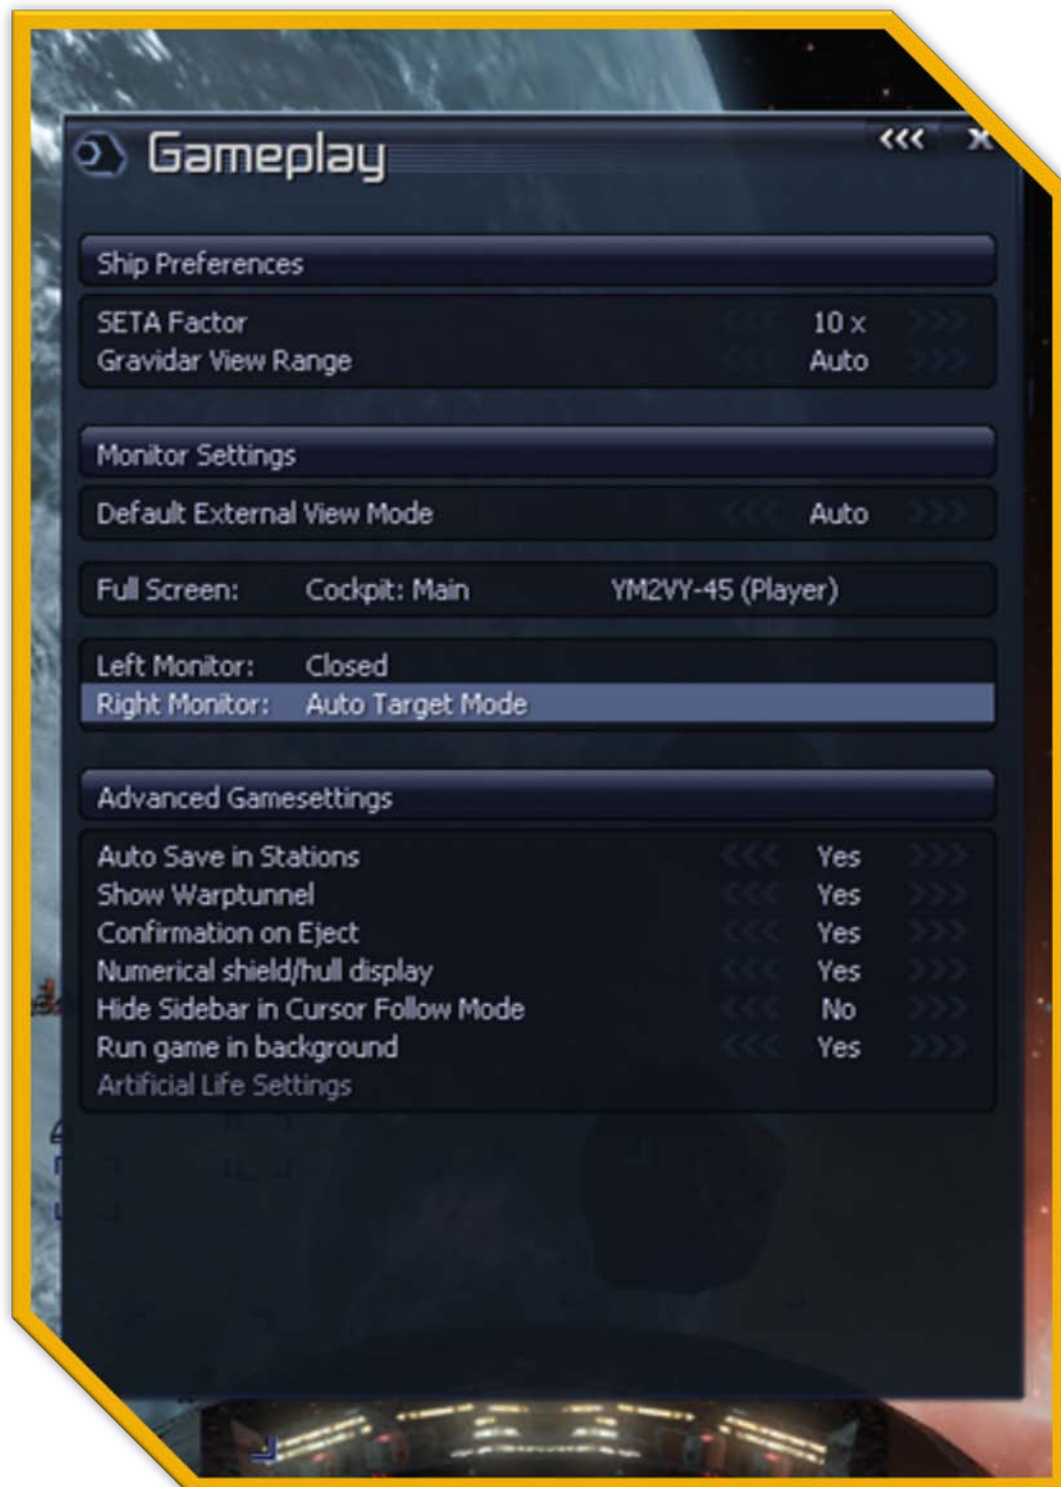 Gameplay
Ship Preferences
SETA Factor <<< 10 x >>>
Gravidar View Range <<< Auto >>>
Monitor Settings
Default External View Mode <<< Auto >>>
Full Screen: Cockpit: Main YM2VY-45 (Player)
Left Monitor: Closed
Right Monitor: Auto Target Mode
Advanced Gamesettings
Auto Save in Stations <<< Yes >>>
Show Warptunnel <<< Yes >>>
Confirmation on Eject <<< Yes >>>
Numerical shield/hull display <<< Yes >>>
Hide Sidebar in Cursor Follow Mode <<< No >>>
Run game in background <<< Yes >>>
Artificial Life Settings